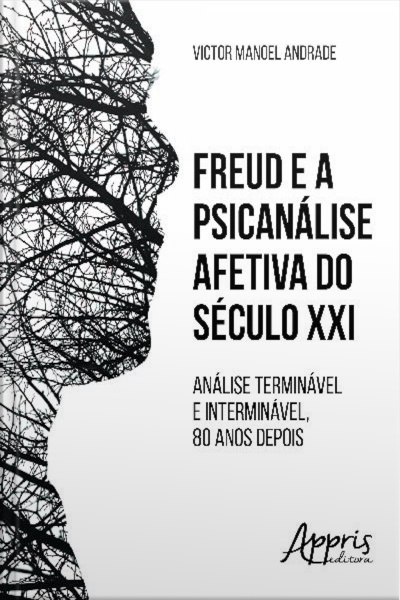 VICTOR MANOEL ANDRADE
FREUD E A
PSICANÁLISE
AFETIVA DO
SÉCULO XXI
ANÁLISE TERMINÁVEL
E INTERMINÁVEL,
80 ANOS DEPOIS
Appris
editora